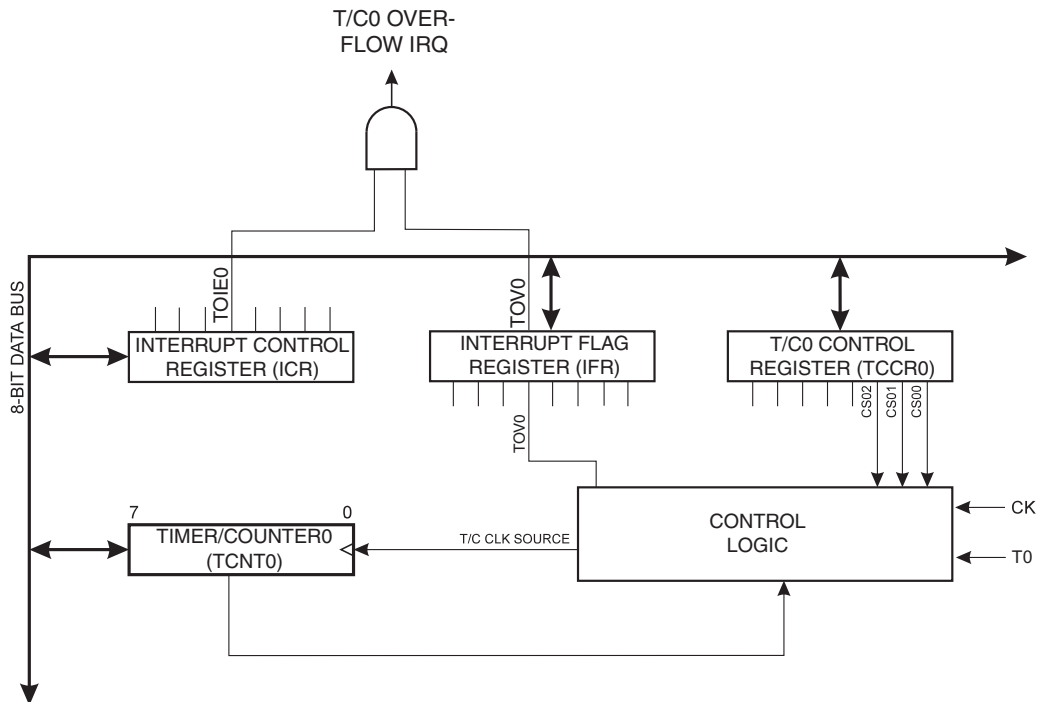 T/C0 OVER-
FLOW IRQ
8-BIT DATA BUS
TOIE0
TOV0
INTERRUPT CONTROL
REGISTER (ICR)
INTERRUPT FLAG
REGISTER (IFR)
T/C0 CONTROL
REGISTER (TCCR0)
TOV0
CS02
CS01
CS00
7
0
TIMER/COUNTER0
(TCNT0)
T/C CLK SOURCE
CONTROL
LOGIC
CK
T0